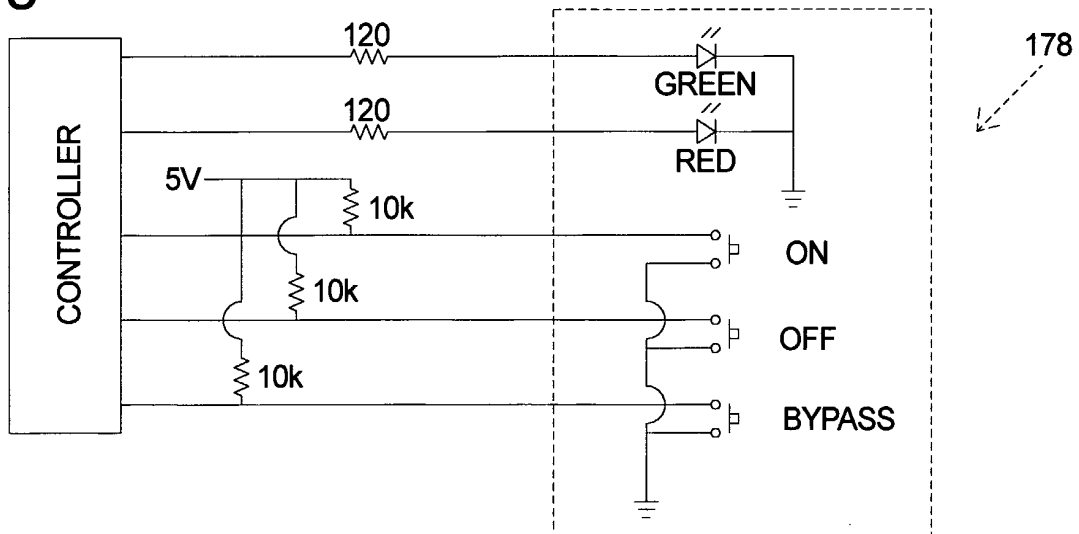 120
178
GREEN
120
RED
CONTROLLER
5V
10k
ON
10k
OFF
10k
BYPASS